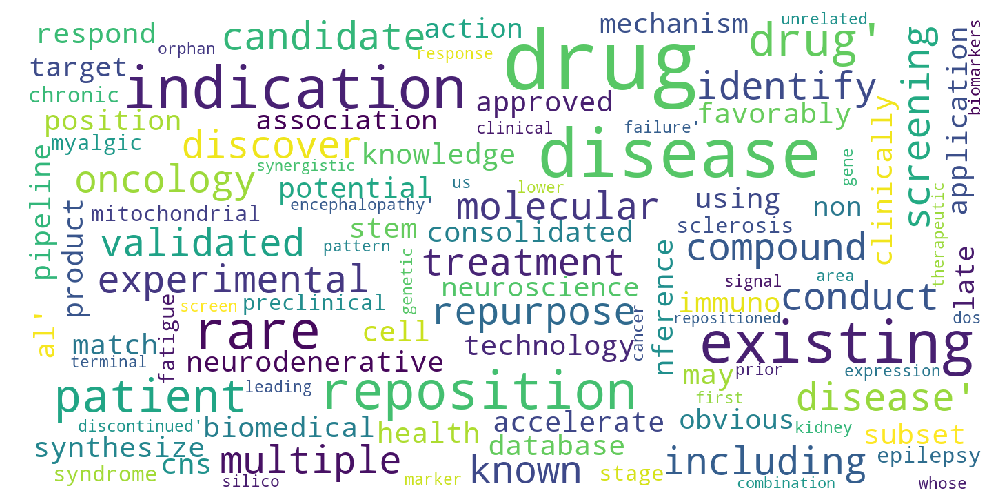 respond
orphan
candidate
action
response
drug
mechanism
unrelated
drug'
target
chronic
indication
approved
identify
screening
application
biomarkers
position
association
clinical
failure'
favorably
clinically
myalgic
discover
synergistic
knowledge
disease
gene
pipeline
oncology
potential
us
lower
product
mitochondrial
encephalopathy
molecular
using
non
therapeutic
validated
pattern
stem
consolidated
sclerosis
compound
experimental
genetic
treatment
neuroscience
nference
signal
area
immuno
conduct
elate
al'
screen
preclinical
repurpose
repositioned
dos
fatigue
rare
cell
technology
cancer
existing
match
terminal
neurodenerative
may
prior
expression
patient
leading
reposition
first
disease'
discontinued'
biomedical
health
accelerate
obvious
kidney
synthesize
cns
multiple
database
subset
syndrome
silico
marker
known
stage
including
combination
epilepsy
whose